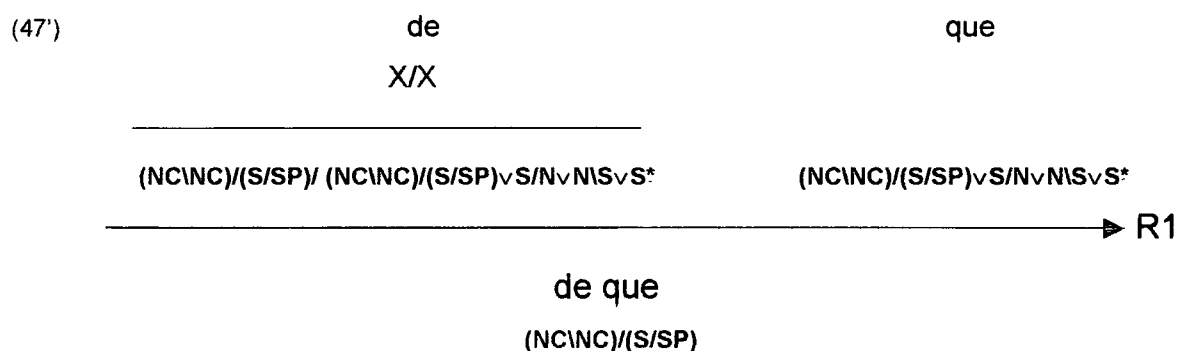 (47') de que
X/X
(NC\NC)/(S/SP)/ (NC\NC)/(S/SP)∨S/N∨N\S∨S* (NC\NC)/(S/SP)∨S/N∨N\S∨S*
R1
de que
(NC\NC)/(S/SP)